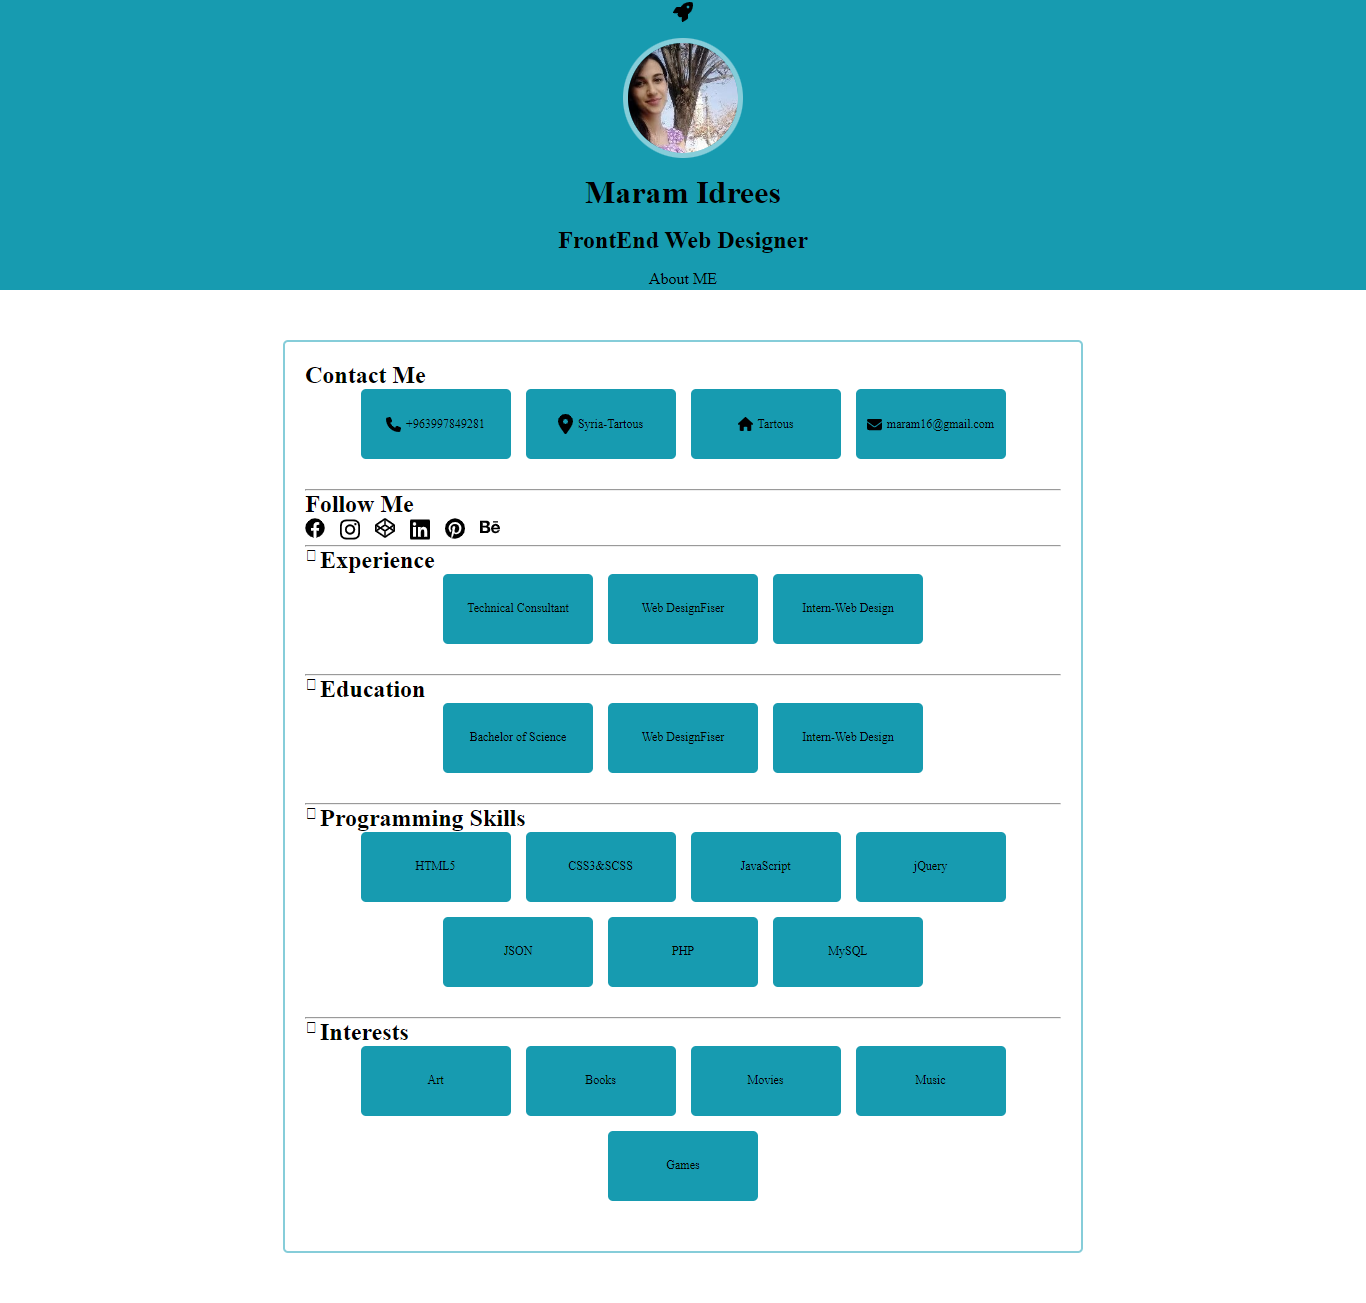 Maram Idrees
FrontEnd Web Designer
About ME
Contact Me
+963997849281
Syria-Tartous
Tartous
maram16@gmail.com
Follow Me
Bē
Experience
Technical Consultant
Web DesignFiser
Intern-Web Design
Education
Bachelor of Science
Web DesignFiser
Intern-Web Design
Programming Skills
HTML5
CSS3&SCSS
JavaScript
jQuery
JSON
PHP
MySQL
Interests
Art
Books
Movies
Music
Games